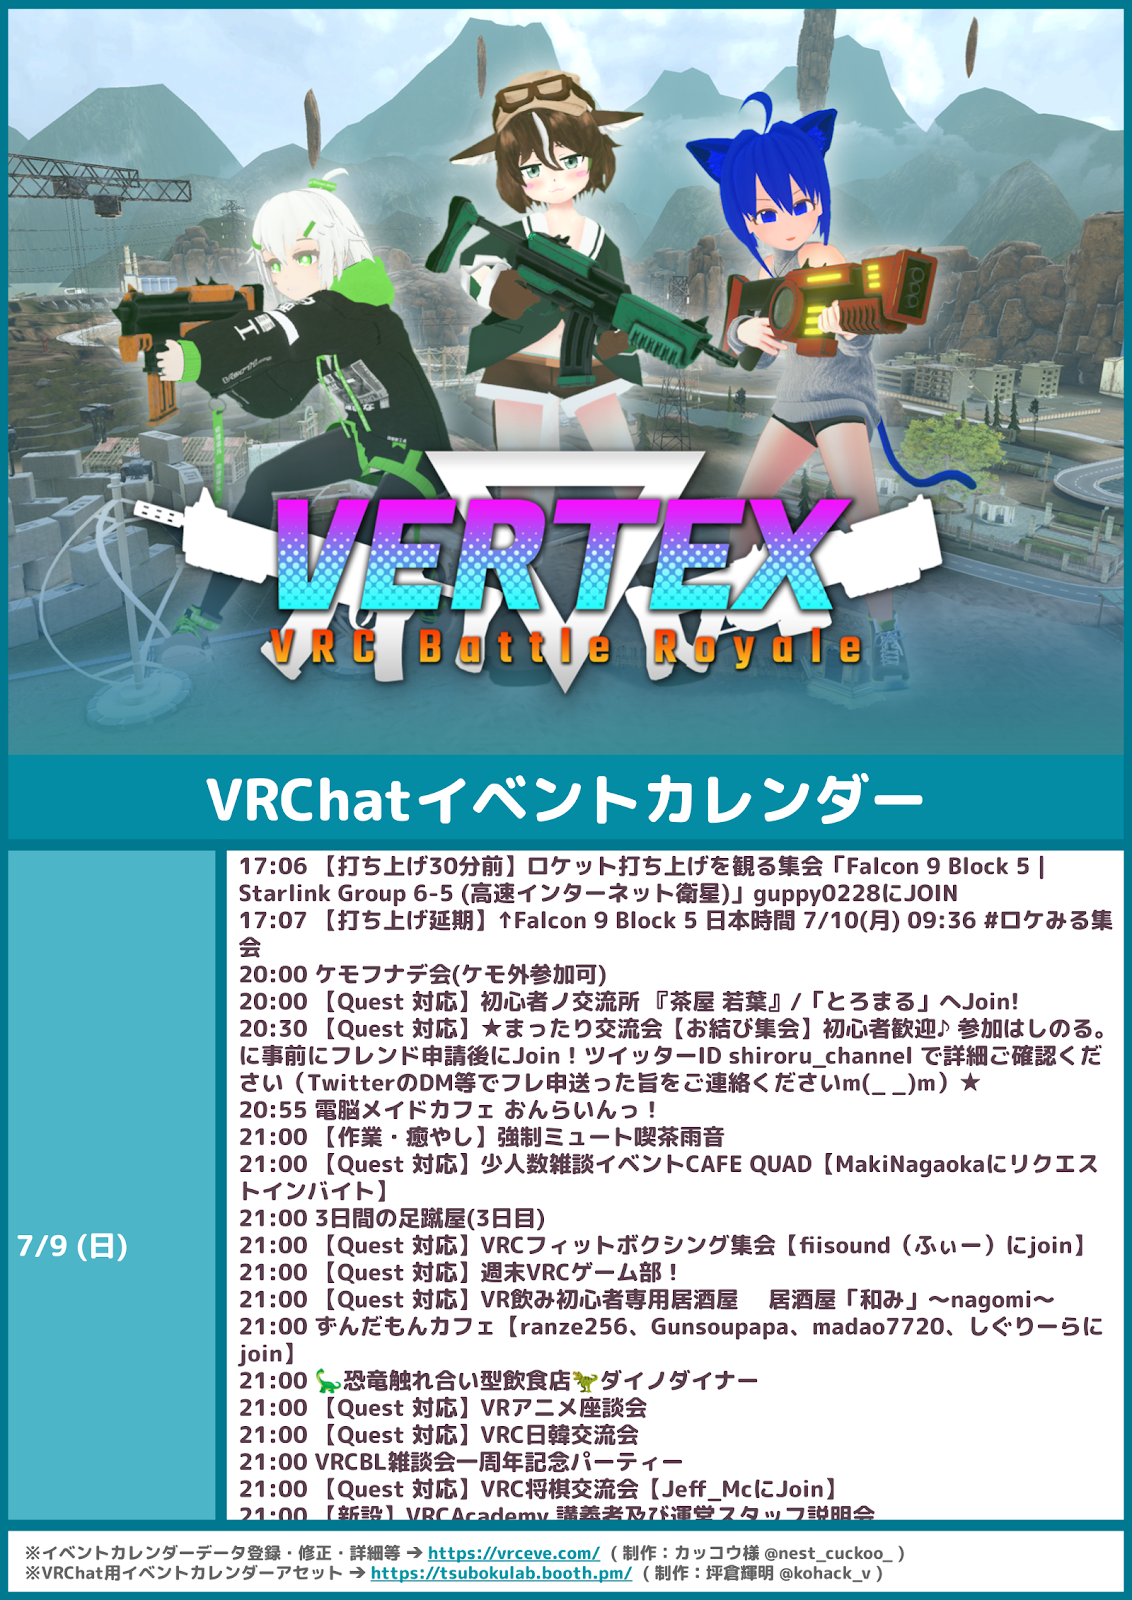 VERTEX
VRC Battle Royale
VRChatイベントカレンダー
7/9 (日)
17:06 【打ち上げ30分前】ロケット打ち上げを観る集会「Falcon 9 Block 5 |
Starlink Group 6-5 (高速インターネット衛星)」guppy0228にJOIN
17:07 【打ち上げ延期】↑Falcon 9 Block 5 日本時間 7/10(月) 09:36 #ロケみる集
会
20:00 ケモフナデ会(ケモ外参加可)
20:00 【Quest 対応】初心者ノ交流所 『茶屋 若葉』/「とろまる」へJoin!
20:30 【Quest 対応】★まったり交流会【お結び集会】初心者歓迎♪ 参加はしのる。
に事前にフレンド申請後にJoin！ツイッターID shiroru_channel で詳細ご確認くだ
さい（TwitterのDM等でフレ申送った旨をご連絡くださいm(_ _)m）★
20:55 電脳メイドカフェ おんらいんっ！
21:00 【作業・癒やし】強制ミュート喫茶雨音
21:00 【Quest 対応】少人数雑談イベントCAFE QUAD【MakiNagaokaにリクエス
トインバイト】
21:00 3日間の足蹴屋(3日目)
21:00 【Quest 対応】VRCフィットボクシング集会【fiisound（ふぃー）にjoin】
21:00 【Quest 対応】週末VRCゲーム部！
21:00 【Quest 対応】VR飲み初心者専用居酒屋　居酒屋「和み」～nagomi～
21:00 ずんだもんカフェ【ranze256、Gunsoupapa、madao7720、しぐりーらに
join】
21:00 🦕恐竜触れ合い型飲食店🦖ダイノダイナー
21:00 【Quest 対応】VRアニメ座談会
21:00 【Quest 対応】VRC日韓交流会
21:00 VRCBL雑談会一周年記念パーティー
21:00 【Quest 対応】VRC将棋交流会【Jeff_McにJoin】
21:00 【新設】VRCAcademy 講義者及び運営スタッフ説明会
※イベントカレンダーデータ登録・修正・詳細等 ➔ https://vrceve.com/ ( 制作：カッコウ様 @nest_cuckoo_ )
※VRChat用イベントカレンダーアセット ➔ https://tsubokulab.booth.pm/ ( 制作：坪倉輝明 @kohack_v )